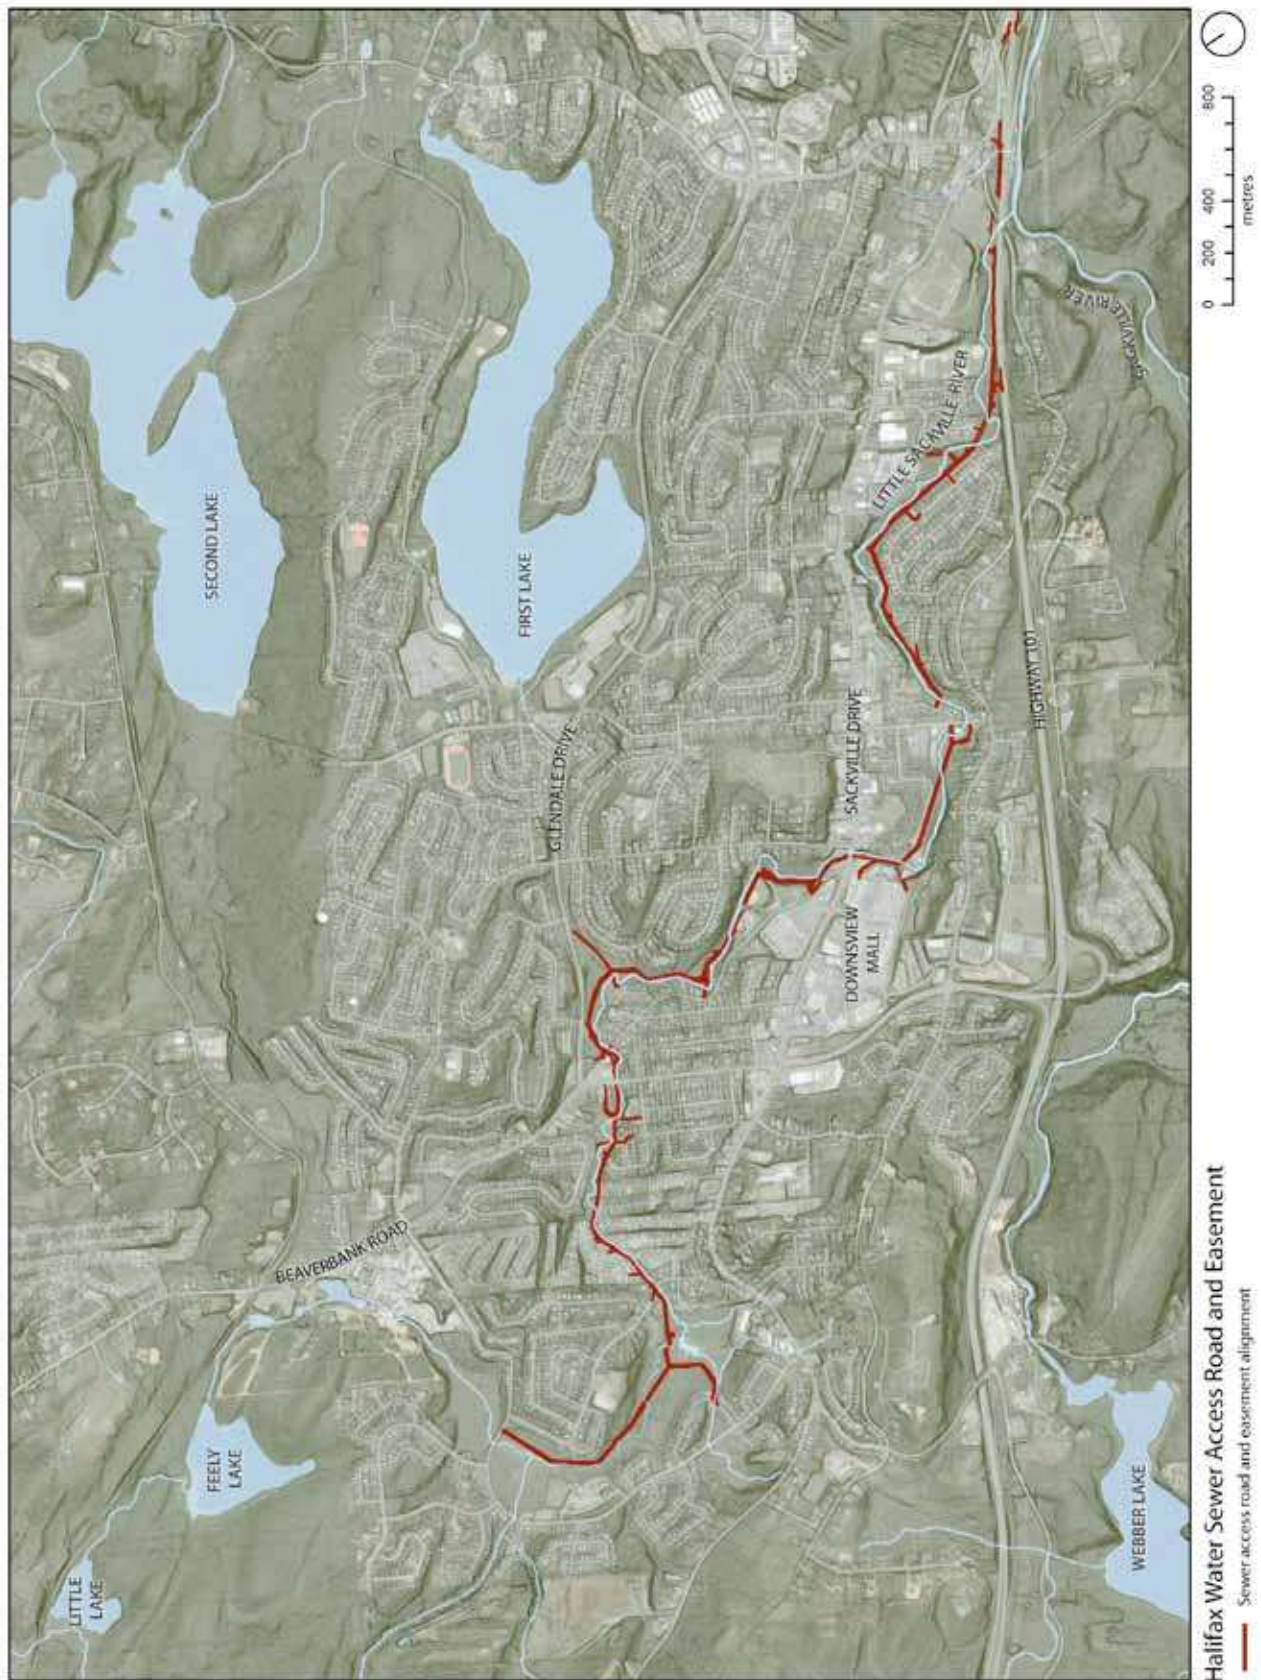 LITTLE
LAKE
FEELY
LAKE
BEAVERBANK ROAD
SECOND LAKE
FIRST LAKE
GLENDALE DRIVE
DOWNSVIEW
MALL
SACKVILLE DRIVE
LITTLE SACKVILLE RIVER
SACKVILLE RIVER
HIGHWAY 101
WEBBER LAKE
Halifax Water Sewer Access Road and Easement
Sewer access road and easement alignment
0 200 400 800
metres